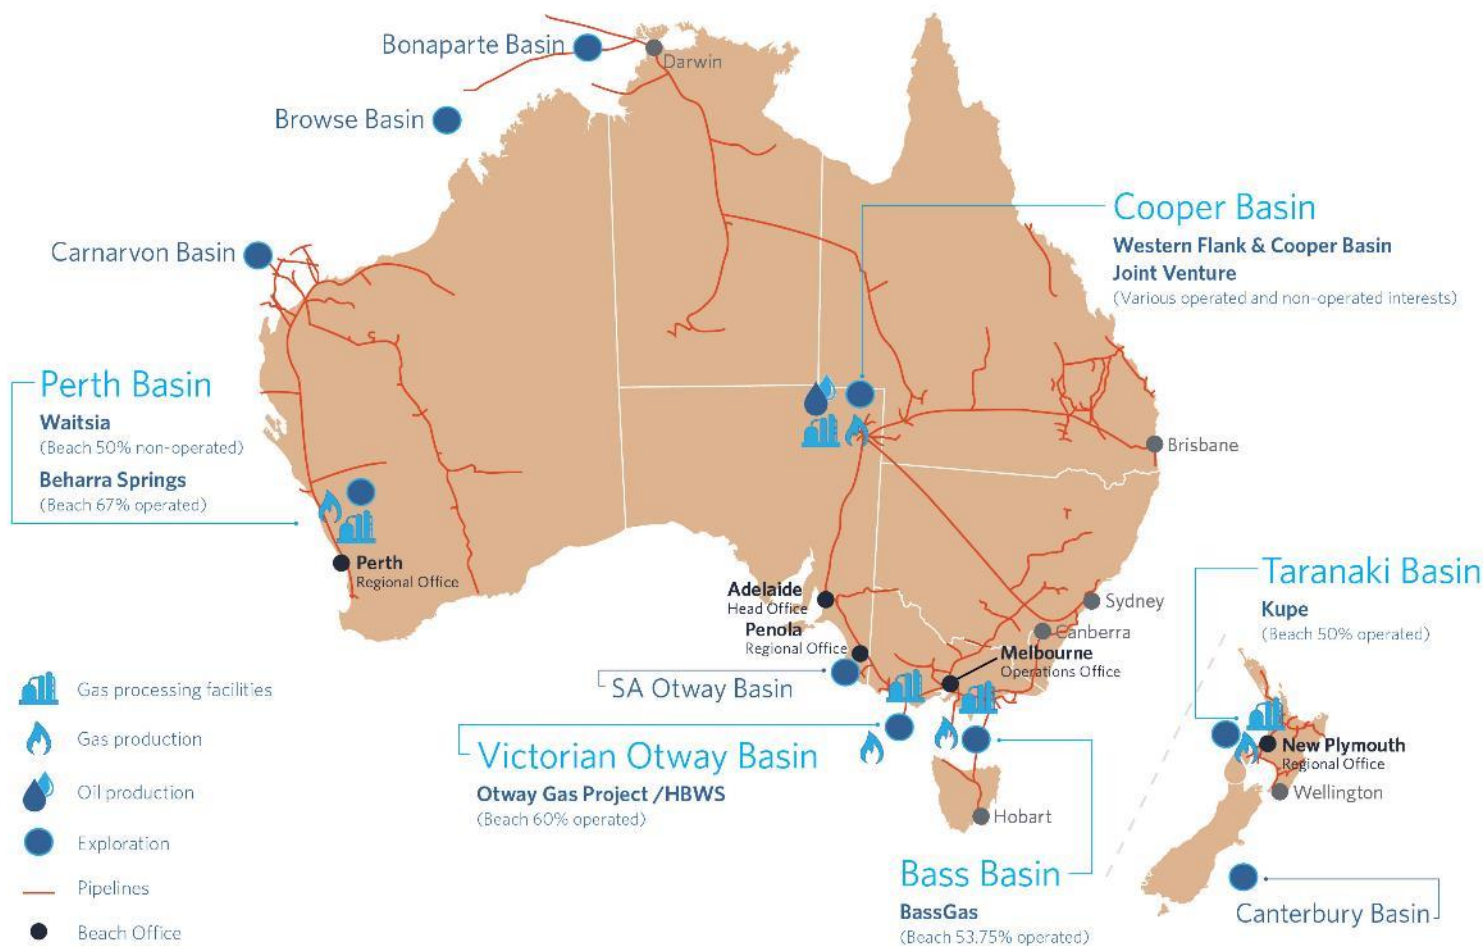 Bonaparte Basin
Darwin
Browse Basin
Cooper Basin
Western Flank & Cooper Basin
Joint Venture
(Various operated and non-operated interests)
Carnarvon Basin
Perth Basin
Waitsia
(Beach 50% non-operated)
Beharra Springs
(Beach 67% operated)
Brisbane
Perth
Regional Office
Adelaide
Head Office
Penola
Regional Office
Sydney
Canberra
Melbourne
Operations Office
Taranaki Basin
Kupe
(Beach 50% operated)
SA Otway Basin
Victorian Otway Basin
Otway Gas Project /HBWS
(Beach 60% operated)
New Plymouth
Regional Office
Wellington
Hobart
Bass Basin
BassGas
(Beach 53.75% operated)
Canterbury Basin
Gas processing facilities
Gas production
Oil production
Exploration
Pipelines
Beach Office